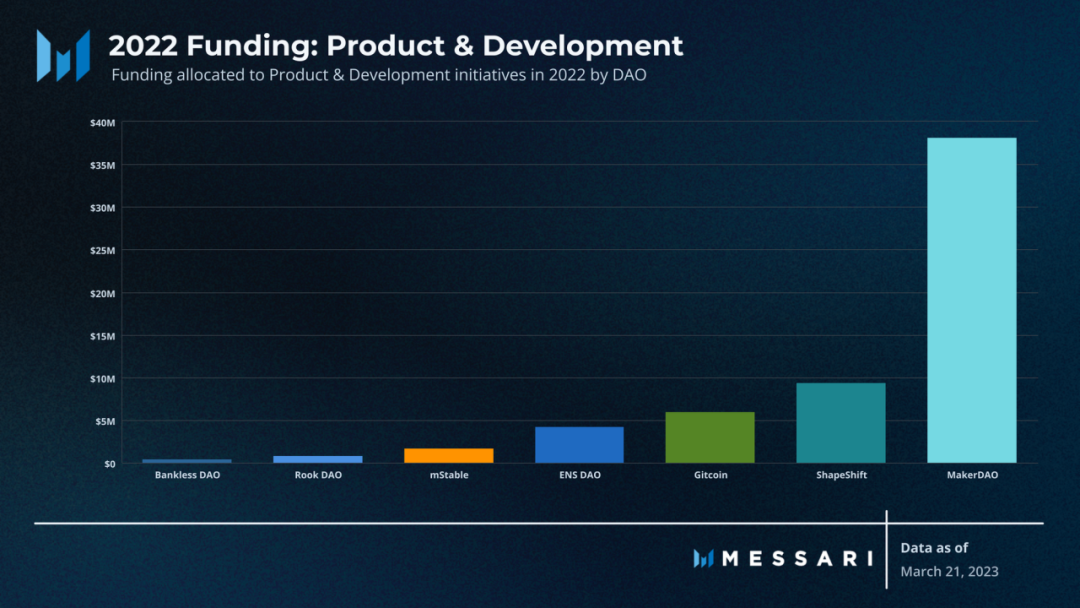 2022 Funding: Product & Development
Funding allocated to Product & Development initiatives in 2022 by DAO
$40M
$35M
$30M
$25M
$20M
$15M
$10M
$5M
$0
Bankless DAO
Rook DAO
mStable
ENS DAO
Gitcoin
ShapeShift
MakerDAO
MESSARI
Data as of
March 21, 2023